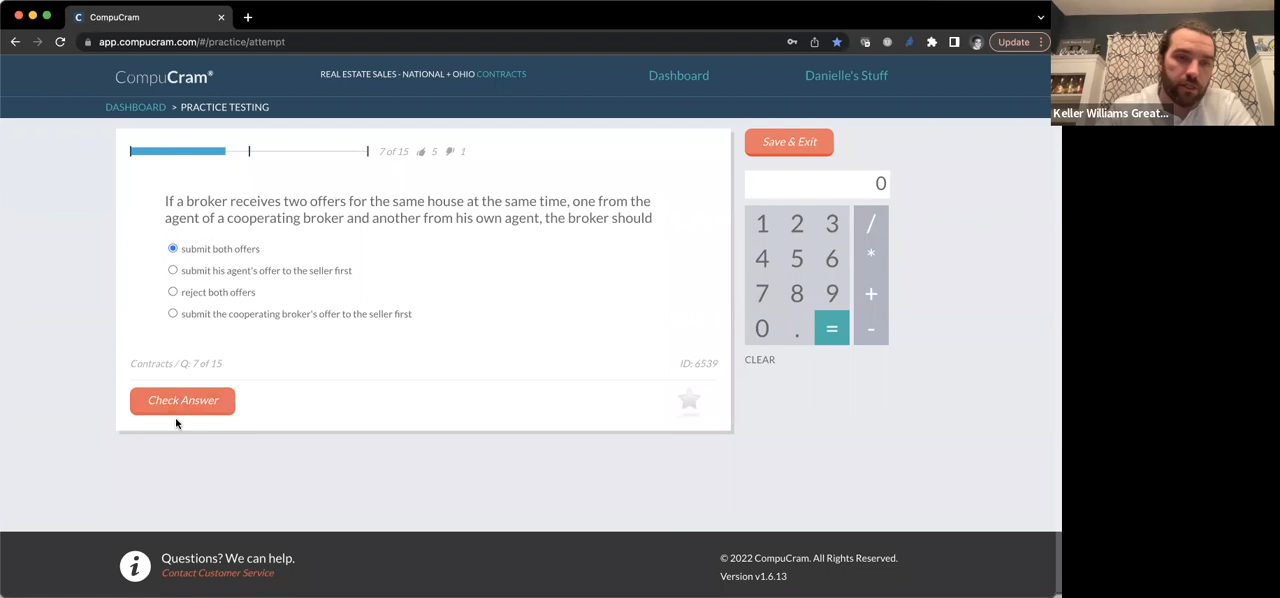 CompuCram
app.compucram.com/#/practice/attempt
Update
CompuCram®
REAL ESTATE SALES - NATIONAL + OHIO CONTRACTS
Dashboard
Danielle's Stuff
Keller Williams Great...
DASHBOARD > PRACTICE TESTING
7 of 15 5 1
Save & Exit
0
If a broker receives two offers for the same house at the same time, one from the
agent of a cooperating broker and another from his own agent, the broker should
submit both offers
submit his agent's offer to the seller first
reject both offers
submit the cooperating broker's offer to the seller first
1 2 3 /
4 5 6 *
7 8 9 +
0 . = -
CLEAR
Contracts / Q: 7 of 15
ID: 6539
Check Answer
Questions? We can help.
Contact Customer Service
© 2022 CompuCram. All Rights Reserved.
Version v1.6.13